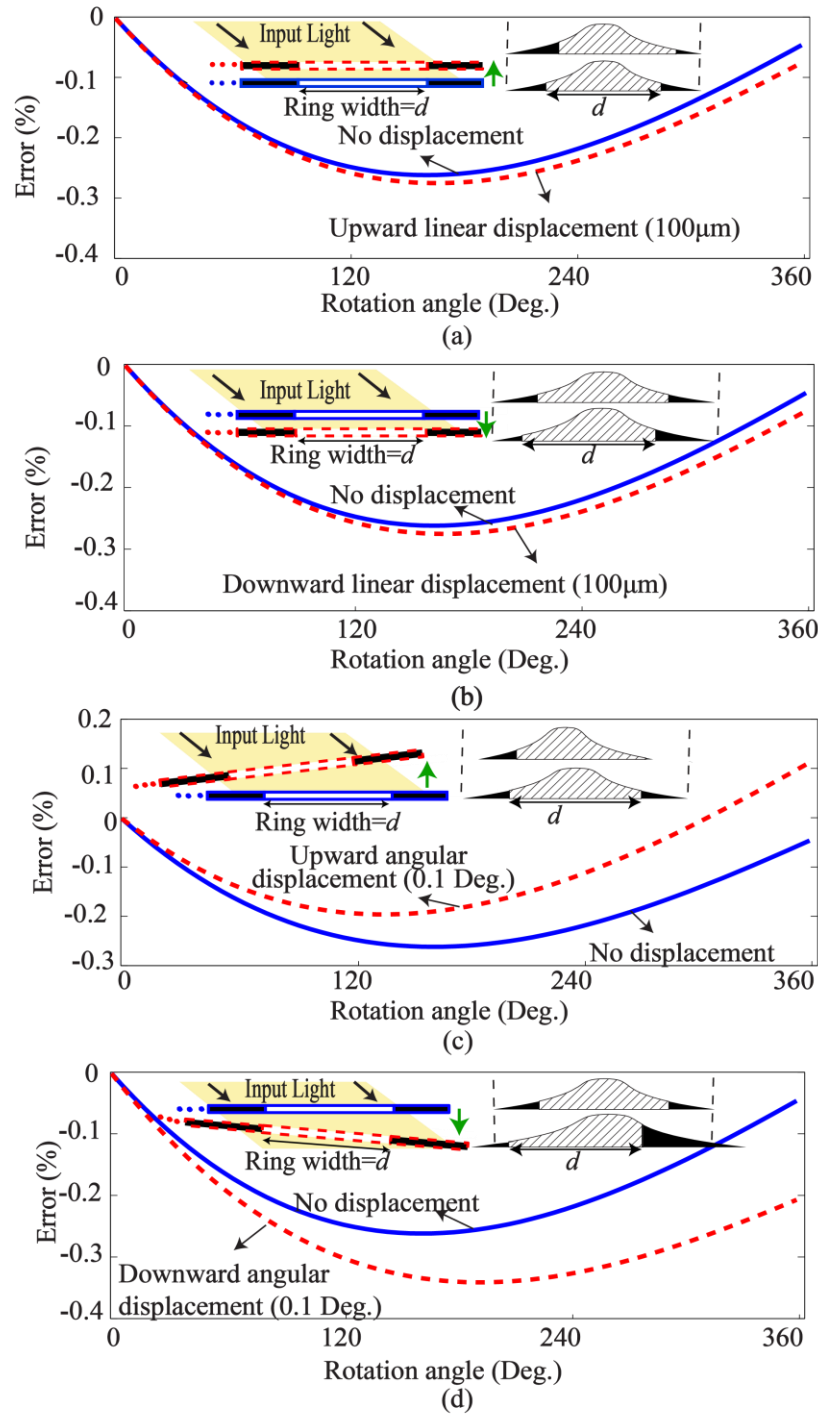 0
-0.1
-0.2
-0.3
-0.4
Error (%)
Input Light
Ring width=d
d
No displacement
Upward linear displacement (100μm)
0
120
240
360
Rotation angle (Deg.)
(a)
0
-0.1
-0.2
-0.3
-0.4
Error (%)
Input Light
Ring width=d
d
No displacement
Downward linear displacement (100μm)
0
120
240
360
Rotation angle (Deg.)
(b)
0.2
0.1
0
-0.1
-0.2
-0.3
Error (%)
Input Light
Ring width=d
d
Upward angular
displacement (0.1 Deg.)
No displacement
0
120
240
360
Rotation angle (Deg.)
(c)
0
-0.1
-0.2
-0.3
-0.4
Error (%)
Input Light
Ring width=d
d
No displacement
Downward angular
displacement (0.1 Deg.)
0
120
240
360
Rotation angle (Deg.)
(d)